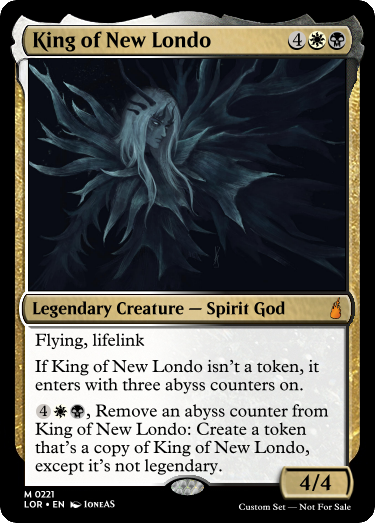 King of New Londo 4
Legendary Creature — Spirit God
Flying, lifelink
If King of New Londo isn't a token, it
enters with three abyss counters on.
4, Remove an abyss counter from
King of New Londo: Create a token
that's a copy of King of New Londo,
except it's not legendary.
4/4
M 0221
LOR • EN IoneAS
Custom Set — Not For Sale